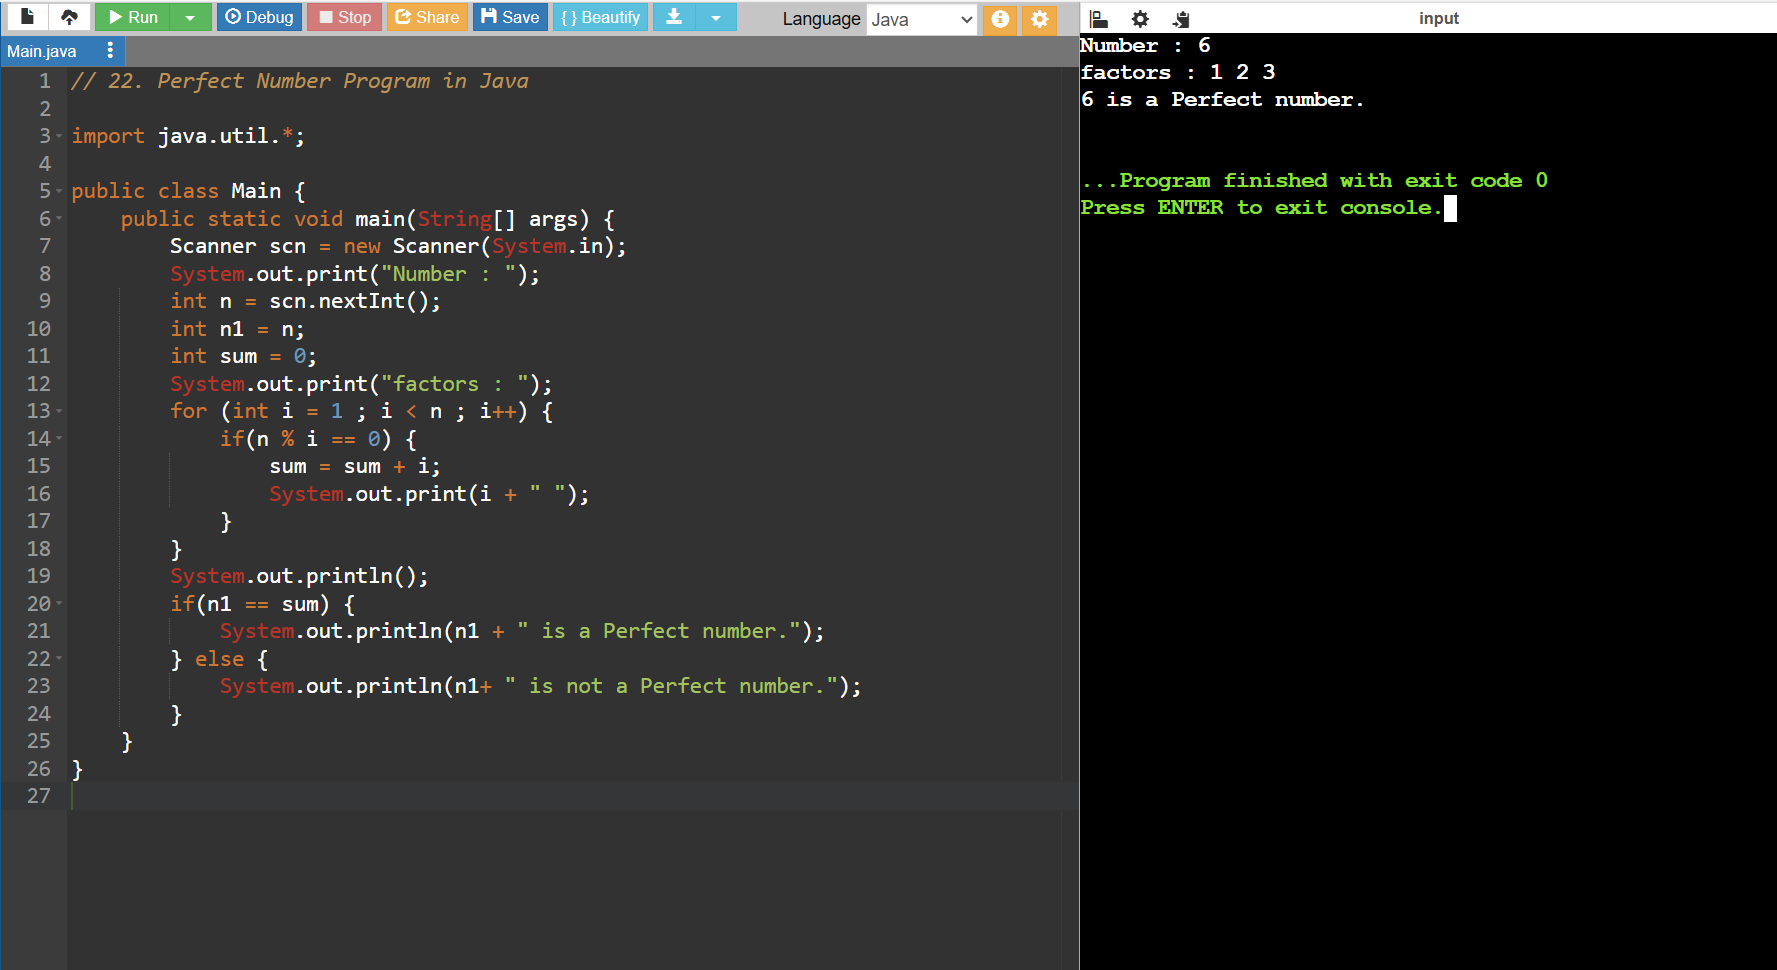 Run Debug Stop Share Save { } Beautify Language Java
Main.java
1 // 22. Perfect Number Program in Java
2
3 import java.util.*;
4
5 public class Main {
6     public static void main(String[] args) {
7         Scanner scn = new Scanner(System.in);
8         System.out.print("Number : ");
9         int n = scn.nextInt();
10         int n1 = n;
11         int sum = 0;
12         System.out.print("factors : ");
13         for (int i = 1 ; i < n ; i++) {
14             if(n % i == 0) {
15                 sum = sum + i;
16                 System.out.print(i + " ");
17             }
18         }
19         System.out.println();
20         if(n1 == sum) {
21             System.out.println(n1 + " is a Perfect number.");
22         } else {
23             System.out.println(n1+ " is not a Perfect number.");
24         }
25     }
26 }
27
input
Number : 6
factors : 1 2 3
6 is a Perfect number.
...Program finished with exit code 0
Press ENTER to exit console.